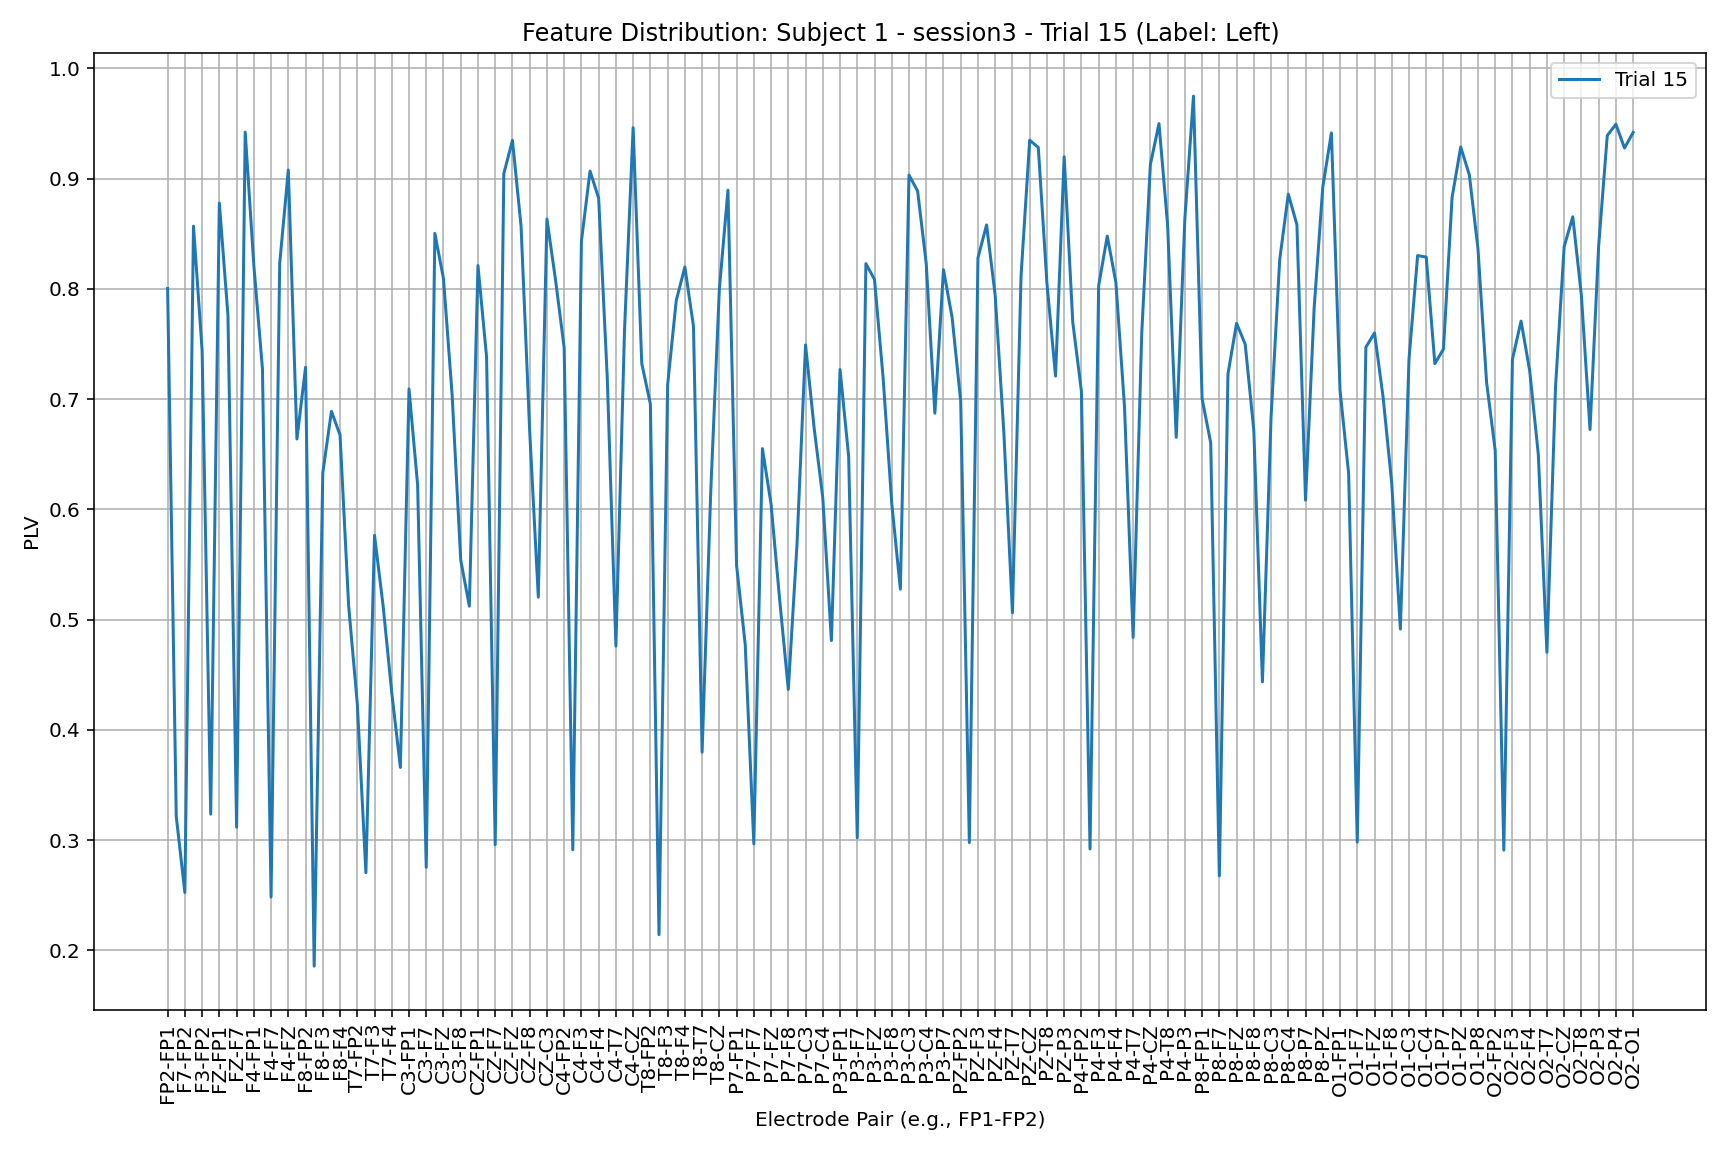 Feature Distribution: Subject 1 - session3 - Trial 15 (Label: Left)
Trial 15
PLV
1.0
0.9
0.8
0.7
0.6
0.5
0.4
0.3
0.2
FP2-FP1
F7-FP2
F3-FP2
FZ-FP1
FZ-F7
F4-FP1
F4-F7
F4-FZ
F8-FP2
F8-F3
F8-F4
T7-FP2
T7-F3
T7-F4
C3-FP1
C3-F7
C3-FZ
C3-F8
CZ-FP1
CZ-F7
CZ-FZ
CZ-F8
CZ-C3
C4-FP2
C4-F3
C4-F4
C4-T7
C4-CZ
T8-FP2
T8-F3
T8-F4
T8-T7
T8-CZ
P7-FP1
P7-F7
P7-FZ
P7-F8
P7-C3
P7-C4
P3-FP1
P3-F7
P3-FZ
P3-F8
P3-C3
P3-C4
P3-P7
PZ-FP2
PZ-F3
PZ-F4
PZ-T7
PZ-CZ
PZ-T8
PZ-P3
P4-FP2
P4-F3
P4-F4
P4-T7
P4-CZ
P4-T8
P4-P3
P8-FP1
P8-F7
P8-FZ
P8-F8
P8-C3
P8-C4
P8-P7
P8-PZ
O1-FP1
O1-F7
O1-FZ
O1-F8
O1-C3
O1-C4
O1-P7
O1-PZ
O1-P8
O2-FP2
O2-F3
O2-F4
O2-T7
O2-CZ
O2-T8
O2-P3
O2-P4
O2-O1
Electrode Pair (e.g., FP1-FP2)